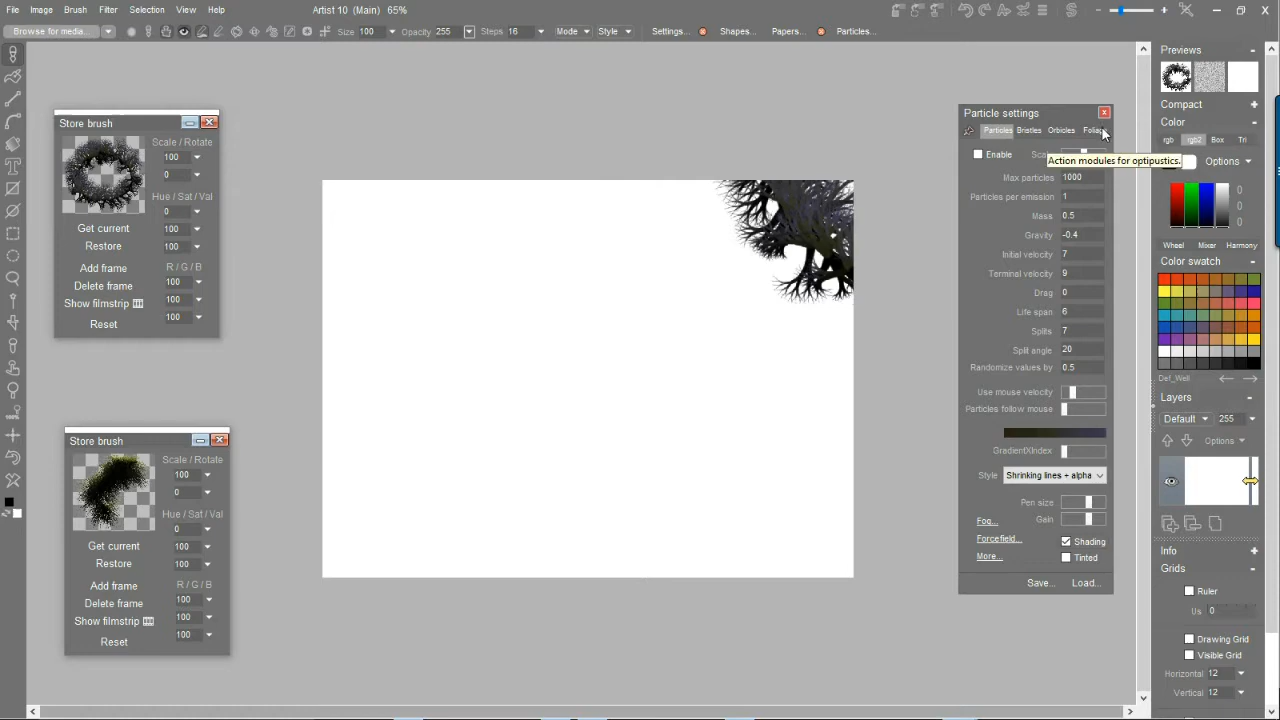 File Image Brush Filter Selection View Help Artist 10 (Main) 65%
Browse for media... Size 100 Opacity 255 Steps 16 Mode Style Settings... Shapes... Papers... Particles...
Store brush
Scale / Rotate
100
0
Hue / Sat / Val
0
Get current 100
Restore 100
Add frame R / G / B
Delete frame 100
Show filmstrip 100
Reset 100
Store brush
Scale / Rotate
100
0
Hue / Sat / Val
0
Get current 100
Restore 100
Add frame R / G / B
Delete frame 100
Show filmstrip 100
Reset 100
Particle settings
Particles Bristles Orbicles
Enable
Action modules for optipustics.
Max particles 1000
Particles per emission 1
Mass 0.5
Gravity -0.4
Initial velocity 7
Terminal velocity 9
Drag 0
Life span 6
Splits 7
Split angle 20
Randomize values by 0.5
Use mouse velocity
Particles follow mouse
GradientXIndex
Style Shrinking lines + alpha
Pen size
Fog... Gain
Forcefield... Shading
More... Tinted
Save... Load...
Previews
Compact
Color
rgb rgb2 Box Tri
Options
0
0
0
Wheel Mixar Harmony
Color swatch
Def_Well
Layers
Default 255
Options
Info
Grids
Ruler
Us 0
Drawing Grid
Visible Grid
Horizontal 12
Vertical 12